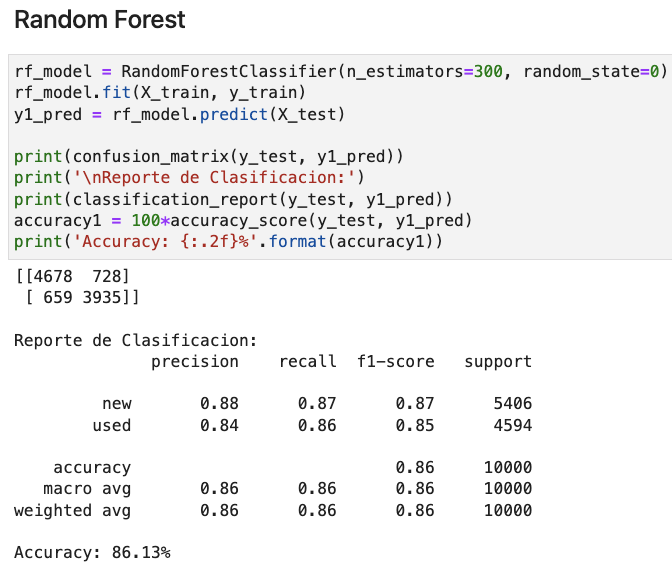 Random Forest
rf_model = RandomForestClassifier(n_estimators=300, random_state=0)
rf_model.fit(X_train, y_train)
y1_pred = rf_model.predict(X_test)
print(confusion_matrix(y_test, y1_pred))
print('\nReporte de Clasificacion:')
print(classification_report(y_test, y1_pred))
accuracy1 = 100*accuracy_score(y_test, y1_pred)
print('Accuracy: {:.2f}%'.format(accuracy1))
[[4678  728]
 [ 659 3935]]
Reporte de Clasificacion:
              precision    recall  f1-score   support
         new       0.88      0.87      0.87      5406
        used       0.84      0.86      0.85      4594
    accuracy                           0.86     10000
   macro avg       0.86      0.86      0.86     10000
weighted avg       0.86      0.86      0.86     10000
Accuracy: 86.13%